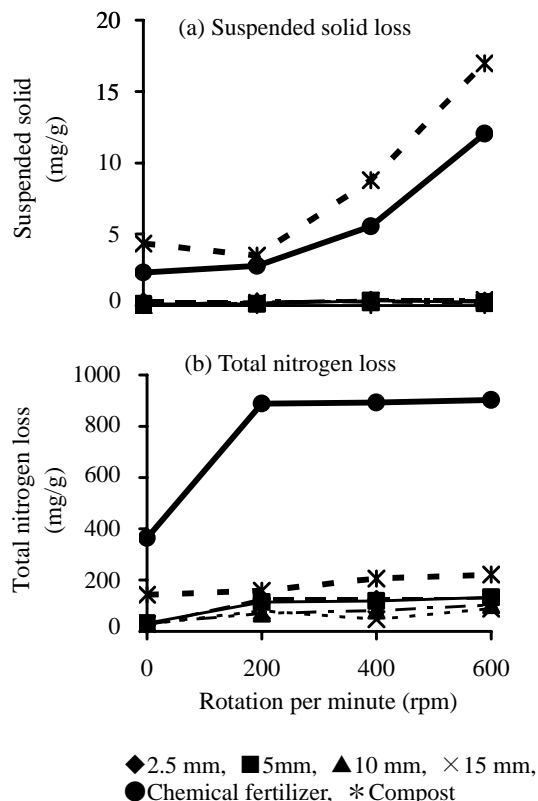 (a) Suspended solid loss
Suspended solid
(mg/g)
20
15
10
5
0
(b) Total nitrogen loss
Total nitrogen loss
(mg/g)
1000
800
600
400
200
0
0 200 400 600
Rotation per minute (rpm)
◆2.5 mm, ■5mm, ▲10 mm, ×15 mm,
●Chemical fertilizer, ✳Compost